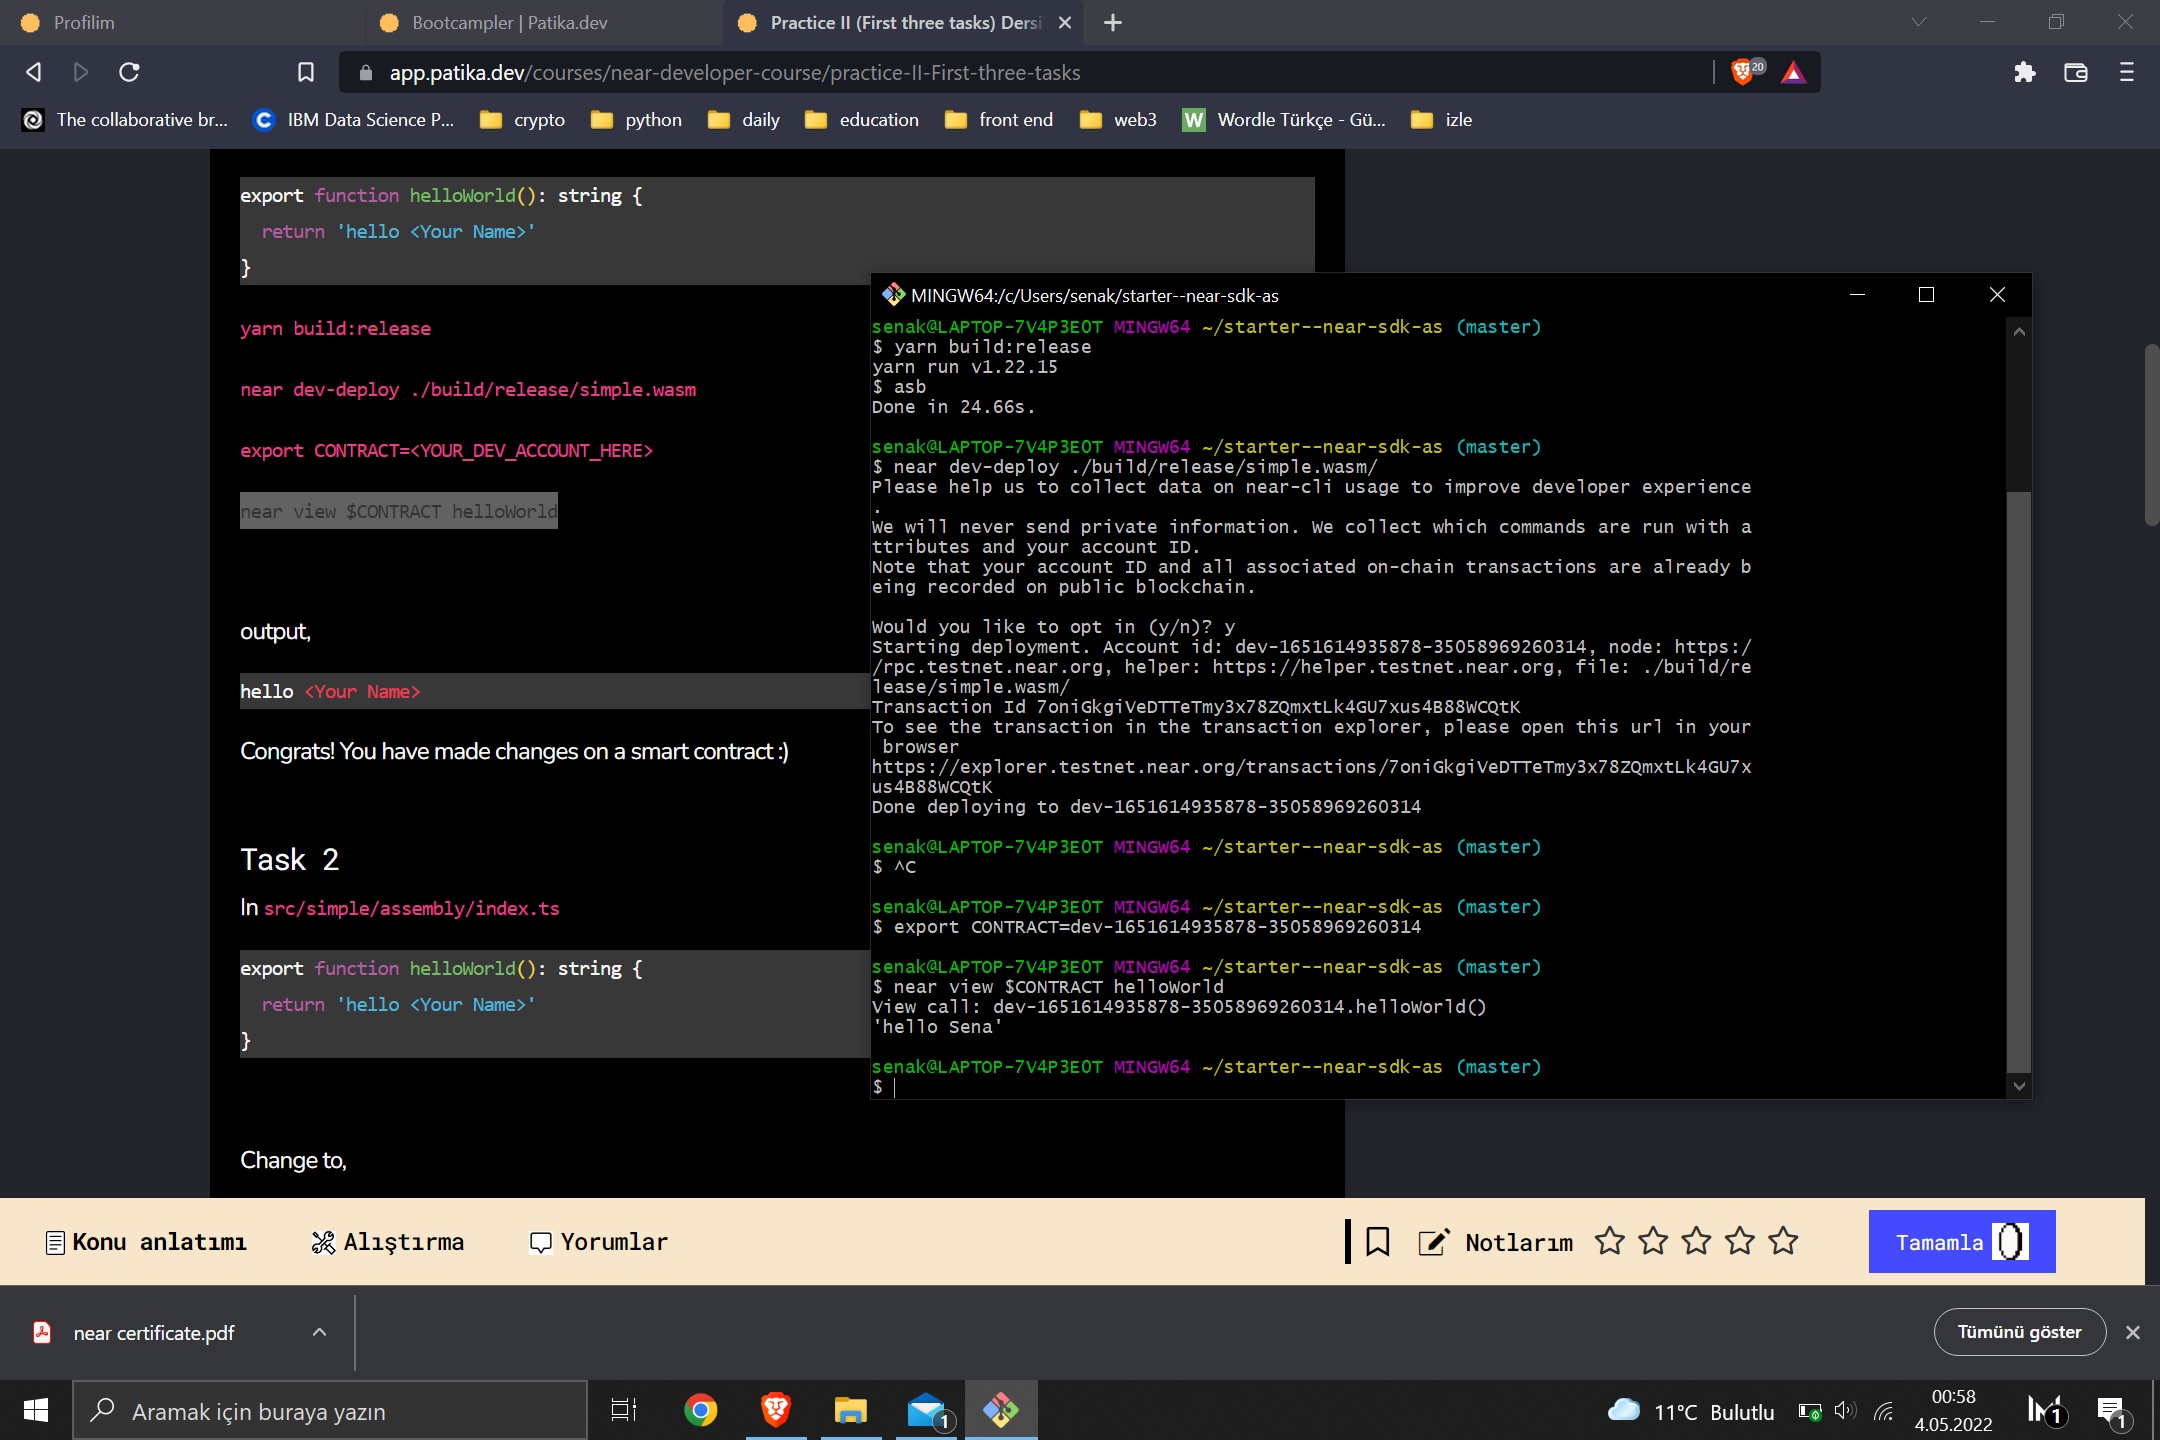 Profilim
Bootcampler | Patika.dev
Practice II (First three tasks) Dersi
app.patika.dev/courses/near-developer-course/practice-II-First-three-tasks
20
The collaborative br...
IBM Data Science P...
crypto
python
daily
education
front end
web3
W
Wordle Türkçe - Gü...
izle
export function helloWorld(): string {
return 'hello <Your Name>'
}
yarn build:release
near dev-deploy ./build/release/simple.wasm
export CONTRACT=<YOUR_DEV_ACCOUNT_HERE>
near view $CONTRACT helloWorld
output,
hello <Your Name>
Congrats! You have made changes on a smart contract :)
Task 2
In src/simple/assembly/index.ts
export function helloWorld(): string {
return 'hello <Your Name>'
}
Change to,
MINGW64:/c/Users/senak/starter--near-sdk-as
senak@LAPTOP-7V4P3E0T MINGW64 ~/starter--near-sdk-as (master)
$ yarn build:release
yarn run v1.22.15
$ asb
Done in 24.66s.
senak@LAPTOP-7V4P3E0T MINGW64 ~/starter--near-sdk-as (master)
$ near dev-deploy ./build/release/simple.wasm/
Please help us to collect data on near-cli usage to improve developer experience
.
We will never send private information. We collect which commands are run with a
ttributes and your account ID.
Note that your account ID and all associated on-chain transactions are already b
eing recorded on public blockchain.
Would you like to opt in (y/n)? y
Starting deployment. Account id: dev-1651614935878-35058969260314, node: https:/
/rpc.testnet.near.org, helper: https://helper.testnet.near.org, file: ./build/re
lease/simple.wasm/
Transaction Id 7oniGkgiVeDTTeTmy3x78ZQmxtLk4GU7xus4B88WCQtK
To see the transaction in the transaction explorer, please open this url in your
browser
https://explorer.testnet.near.org/transactions/7oniGkgiVeDTTeTmy3x78ZQmxtLk4GU7x
us4B88WCQtK
Done deploying to dev-1651614935878-35058969260314
senak@LAPTOP-7V4P3E0T MINGW64 ~/starter--near-sdk-as (master)
$ ^C
senak@LAPTOP-7V4P3E0T MINGW64 ~/starter--near-sdk-as (master)
$ export CONTRACT=dev-1651614935878-35058969260314
senak@LAPTOP-7V4P3E0T MINGW64 ~/starter--near-sdk-as (master)
$ near view $CONTRACT helloWorld
View call: dev-1651614935878-35058969260314.helloWorld()
'hello Sena'
senak@LAPTOP-7V4P3E0T MINGW64 ~/starter--near-sdk-as (master)
$
Konu anlatımı
Alıştırma
Yorumlar
Notlarım
Tamamla
near certificate.pdf
Tümünü göster
Aramak için buraya yazın
1
11°C Bulutlu
00:58
4.05.2022
1
1